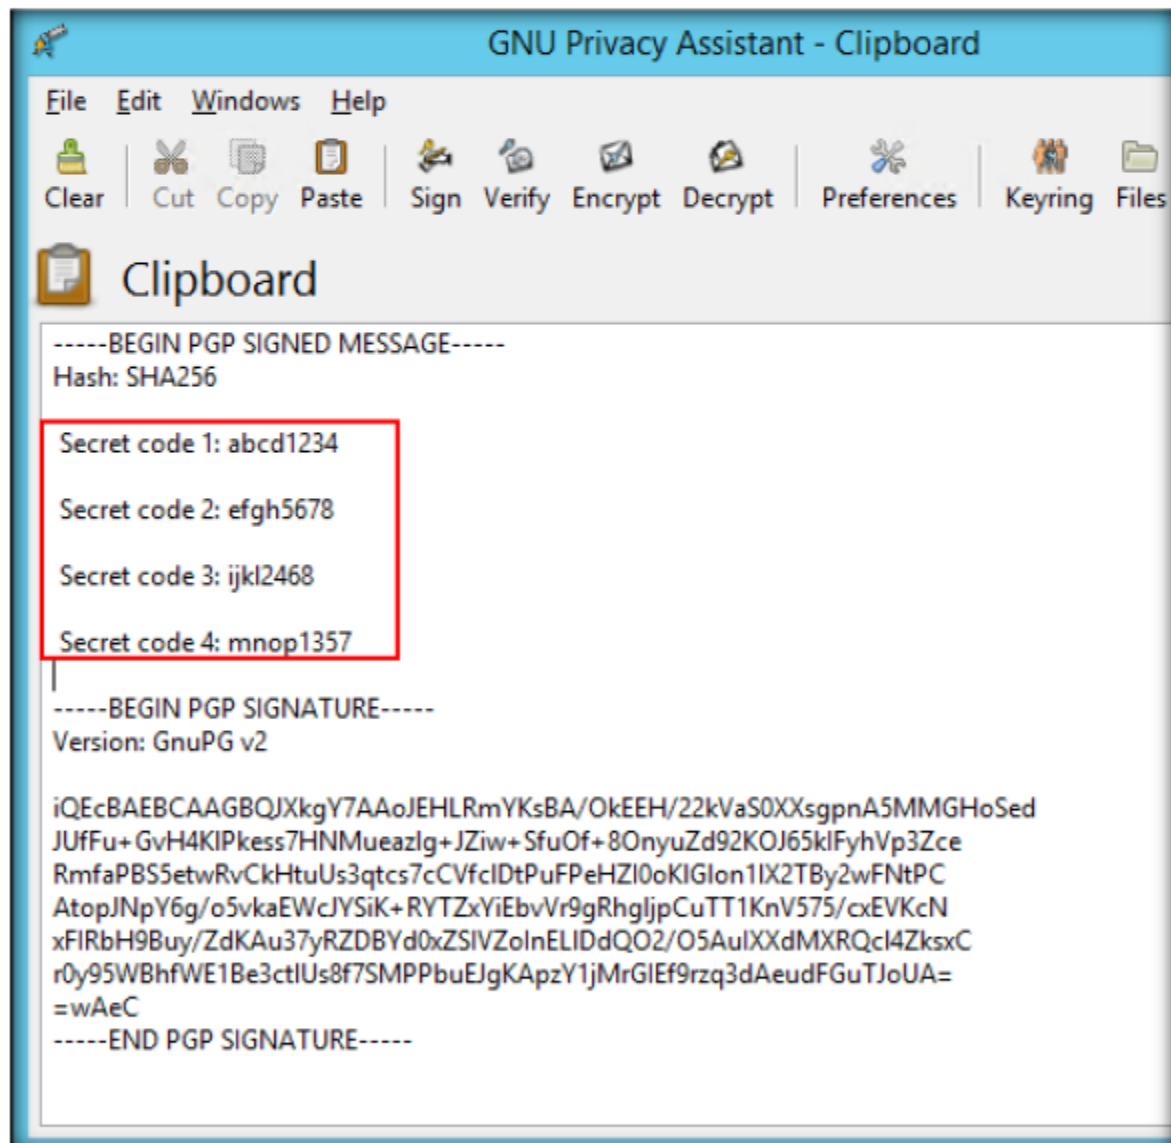 GNU Privacy Assistant - Clipboard
File Edit Windows Help
Clear Cut Copy Paste Sign Verify Encrypt Decrypt Preferences Keyring Files
Clipboard
-----BEGIN PGP SIGNED MESSAGE-----
Hash: SHA256
Secret code 1: abcd1234
Secret code 2: efgh5678
Secret code 3: ijkl2468
Secret code 4: mnop1357
-----BEGIN PGP SIGNATURE-----
Version: GnuPG v2
iQEcBAEBCAAGBQJXkgY7AAoJEHLRmYKsBA/OkEEH/22kVaS0XXsgpnA5MMGHoSed
JUfFu+GvH4KlPkess7HNMueazlg+JZiw+SfuOf+8OnyuZd92KOJ65klFyhVp3Zce
RmfaPBS5etwRvCkHtuUs3qtcs7cCVfclDtPuFPeHZl0oKlGlon1lX2TBy2wFNtPC
AtopJNpY6g/o5vkaEWcJYSiK+RYTZxYiEbvVr9gRhgljpCuTT1KnV575/cxEVKcN
xFlRbH9Buy/ZdKAu37yRZDBYd0xZSlVZolnELlDdQO2/O5AulXXdMXRQcl4ZksxC
r0y95WBhfWE1Be3ctlUs8f7SMPPbuEJgKApzY1jMrGlEf9rzq3dAeudFGuTJoUA=
=wAeC
-----END PGP SIGNATURE-----